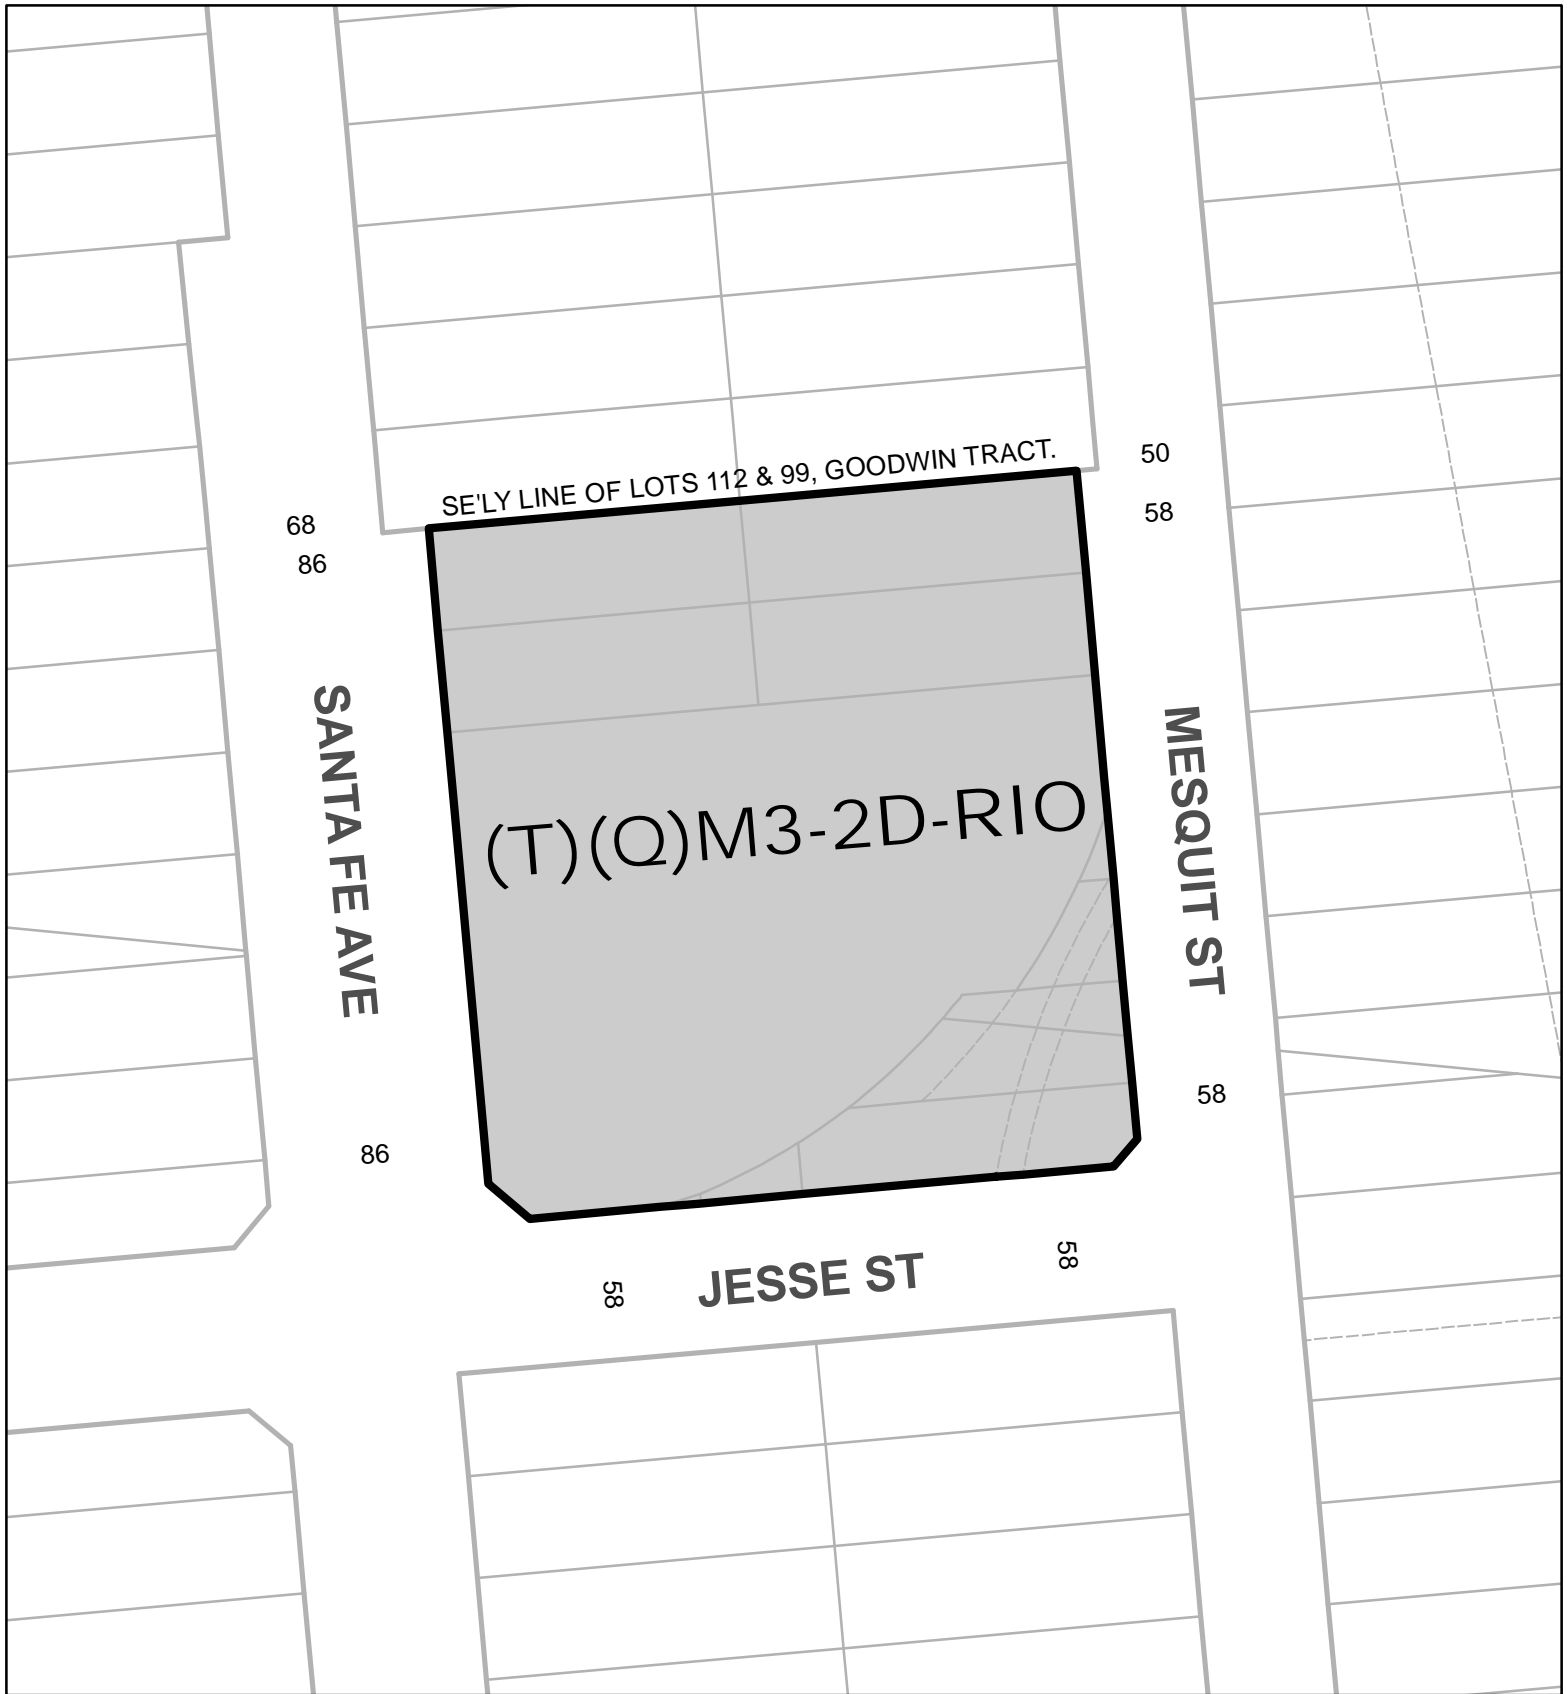 50
SE'LY LINE OF LOTS 112 & 99, GOODWIN TRACT.
58
68
86
SANTA FE AVE
MESQUIT ST
(T)(Q)M3-2D-RIO
58
86
58
JESSE ST
58